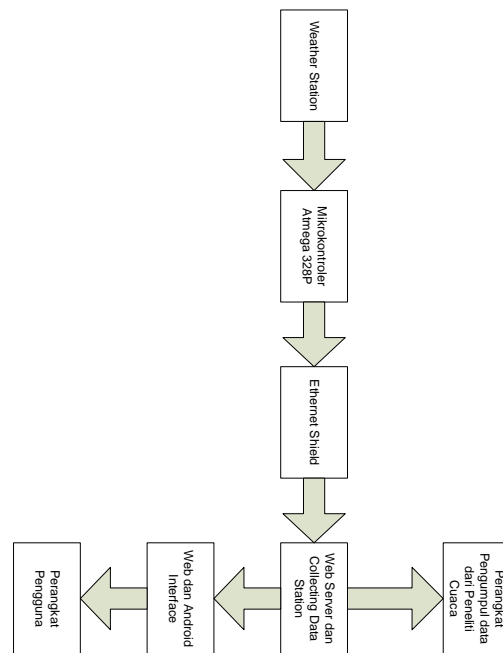 Weather Station
Mikrokontroler
Atmega 328P
Ethernet Shield
Web Server dan
Collecting Data
Station
Perangkat
Pengumpul data
dari Peneliti
Cuaca
Web dan Android
Interface
Perangkat
Pengguna